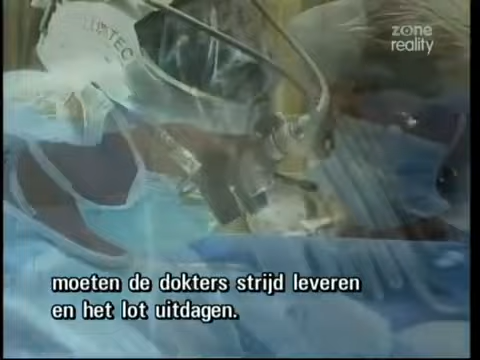 zone
reality
moeten de dokters strijd leveren
en het lot uitdagen.